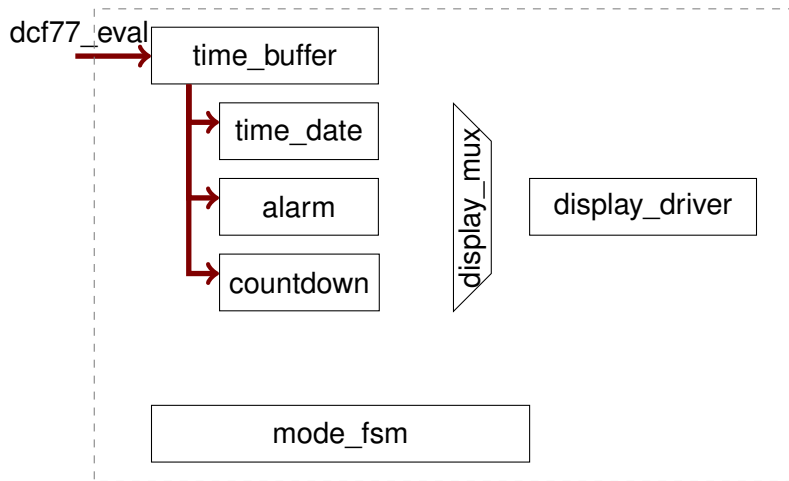 dcf77_eval
time_buffer
time_date
alarm
countdown
display_mux
display_driver
mode_fsm